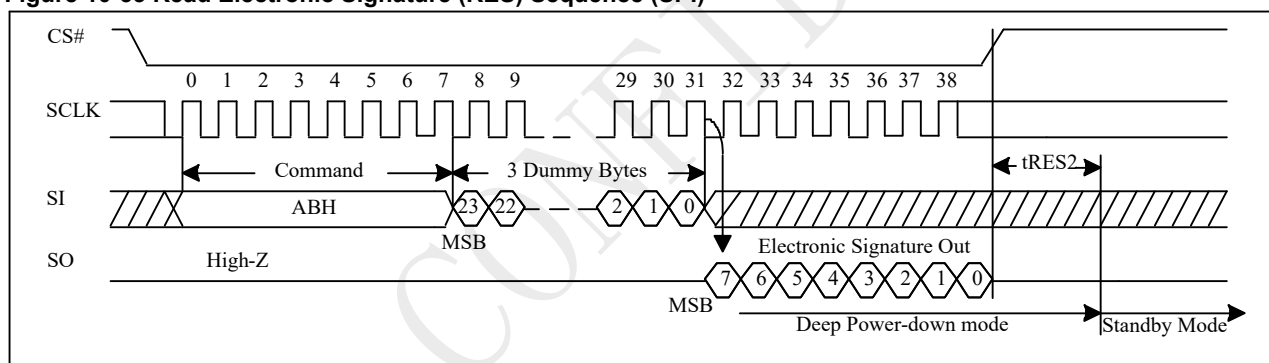 Figure 10-33 Read Electronic Signature (RES) Sequence (SPI)
CS#
0 1 2 3 4 5 6 7 8 9 29 30 31 32 33 34 35 36 37 38
SCLK
Command 3 Dummy Bytes tRES2
SI ABH 23 22 2 1 0
MSB
Electronic Signature Out
SO High-Z
7 6 5 4 3 2 1 0
MSB
Deep Power-down mode Standby Mode